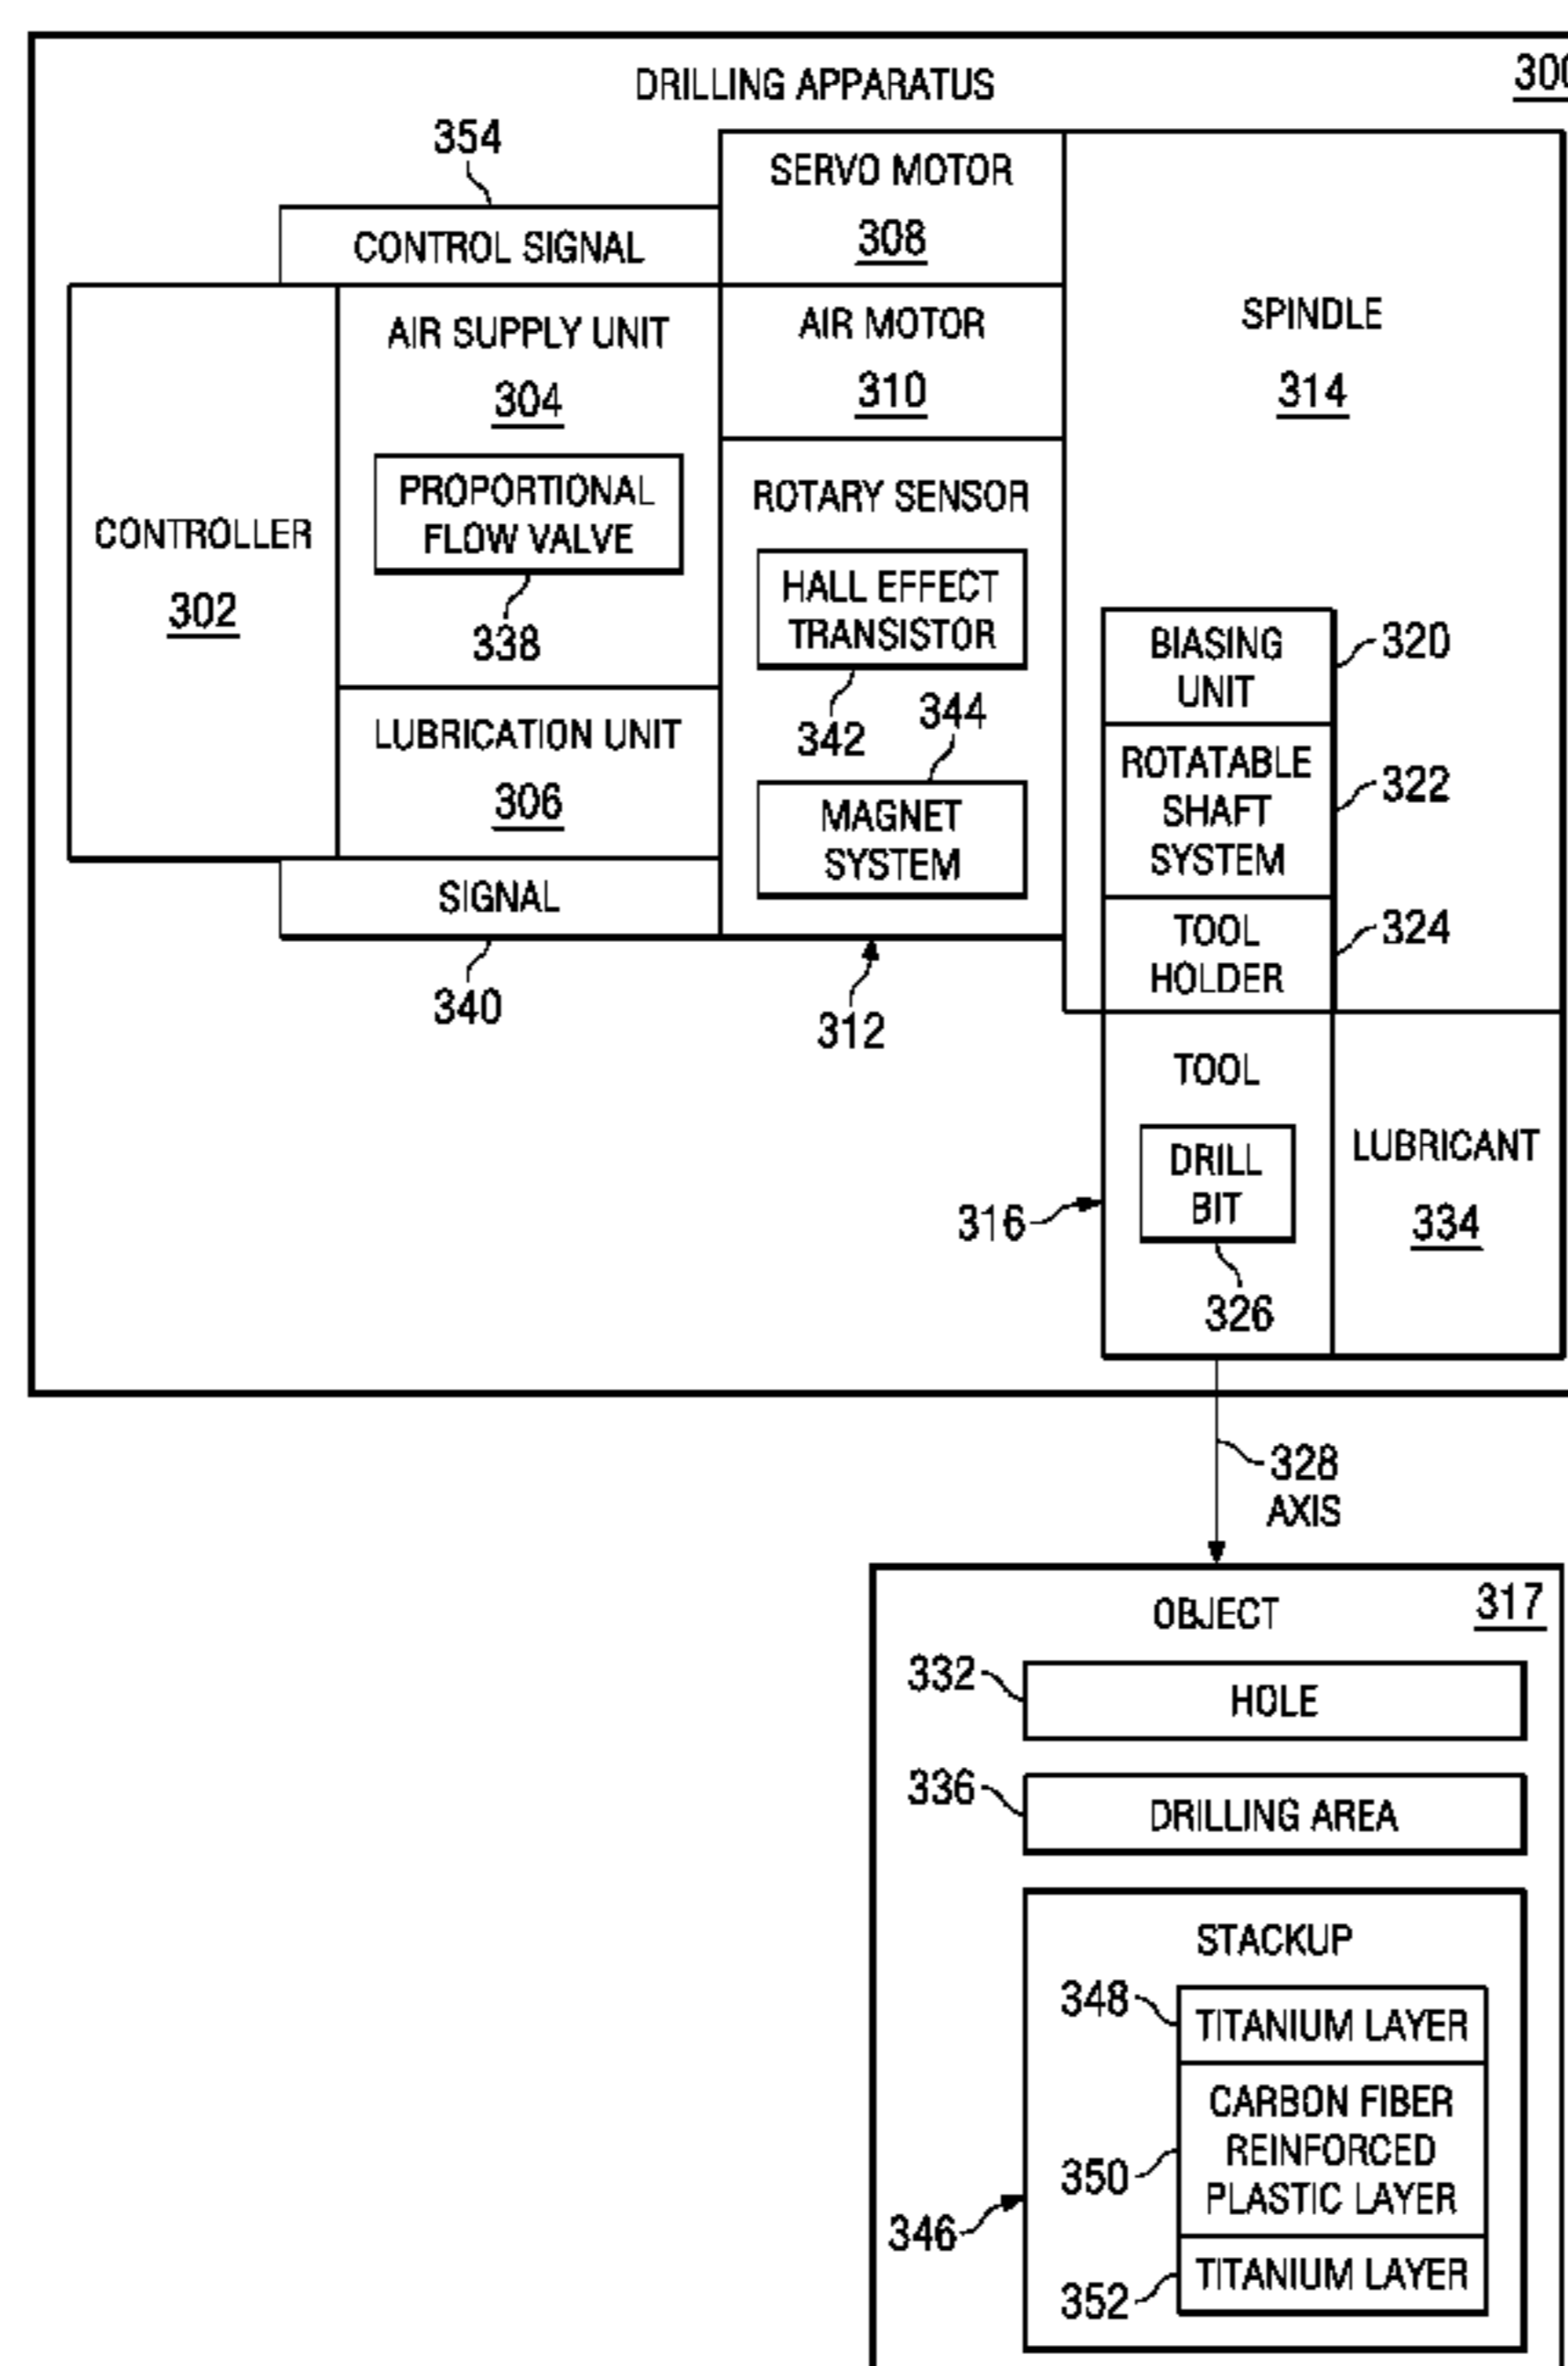 DRILLING APPARATUS
300
354
CONTROL SIGNAL
SERVO MOTOR
308
CONTROLLER
302
AIR SUPPLY UNIT
304
PROPORTIONAL
FLOW VALVE
338
LUBRICATION UNIT
306
SIGNAL
340
AIR MOTOR
310
ROTARY SENSOR
HALL EFFECT
TRANSISTOR
342
344
MAGNET
SYSTEM
312
SPINDLE
314
BIASING
UNIT
320
ROTATABLE
SHAFT
SYSTEM
322
TOOL
HOLDER
324
TOOL
DRILL
BIT
326
316
LUBRICANT
334
328
AXIS
OBJECT
317
332
HOLE
336
DRILLING AREA
STACKUP
348
TITANIUM LAYER
CARBON FIBER
REINFORCED
PLASTIC LAYER
350
346
TITANIUM LAYER
352